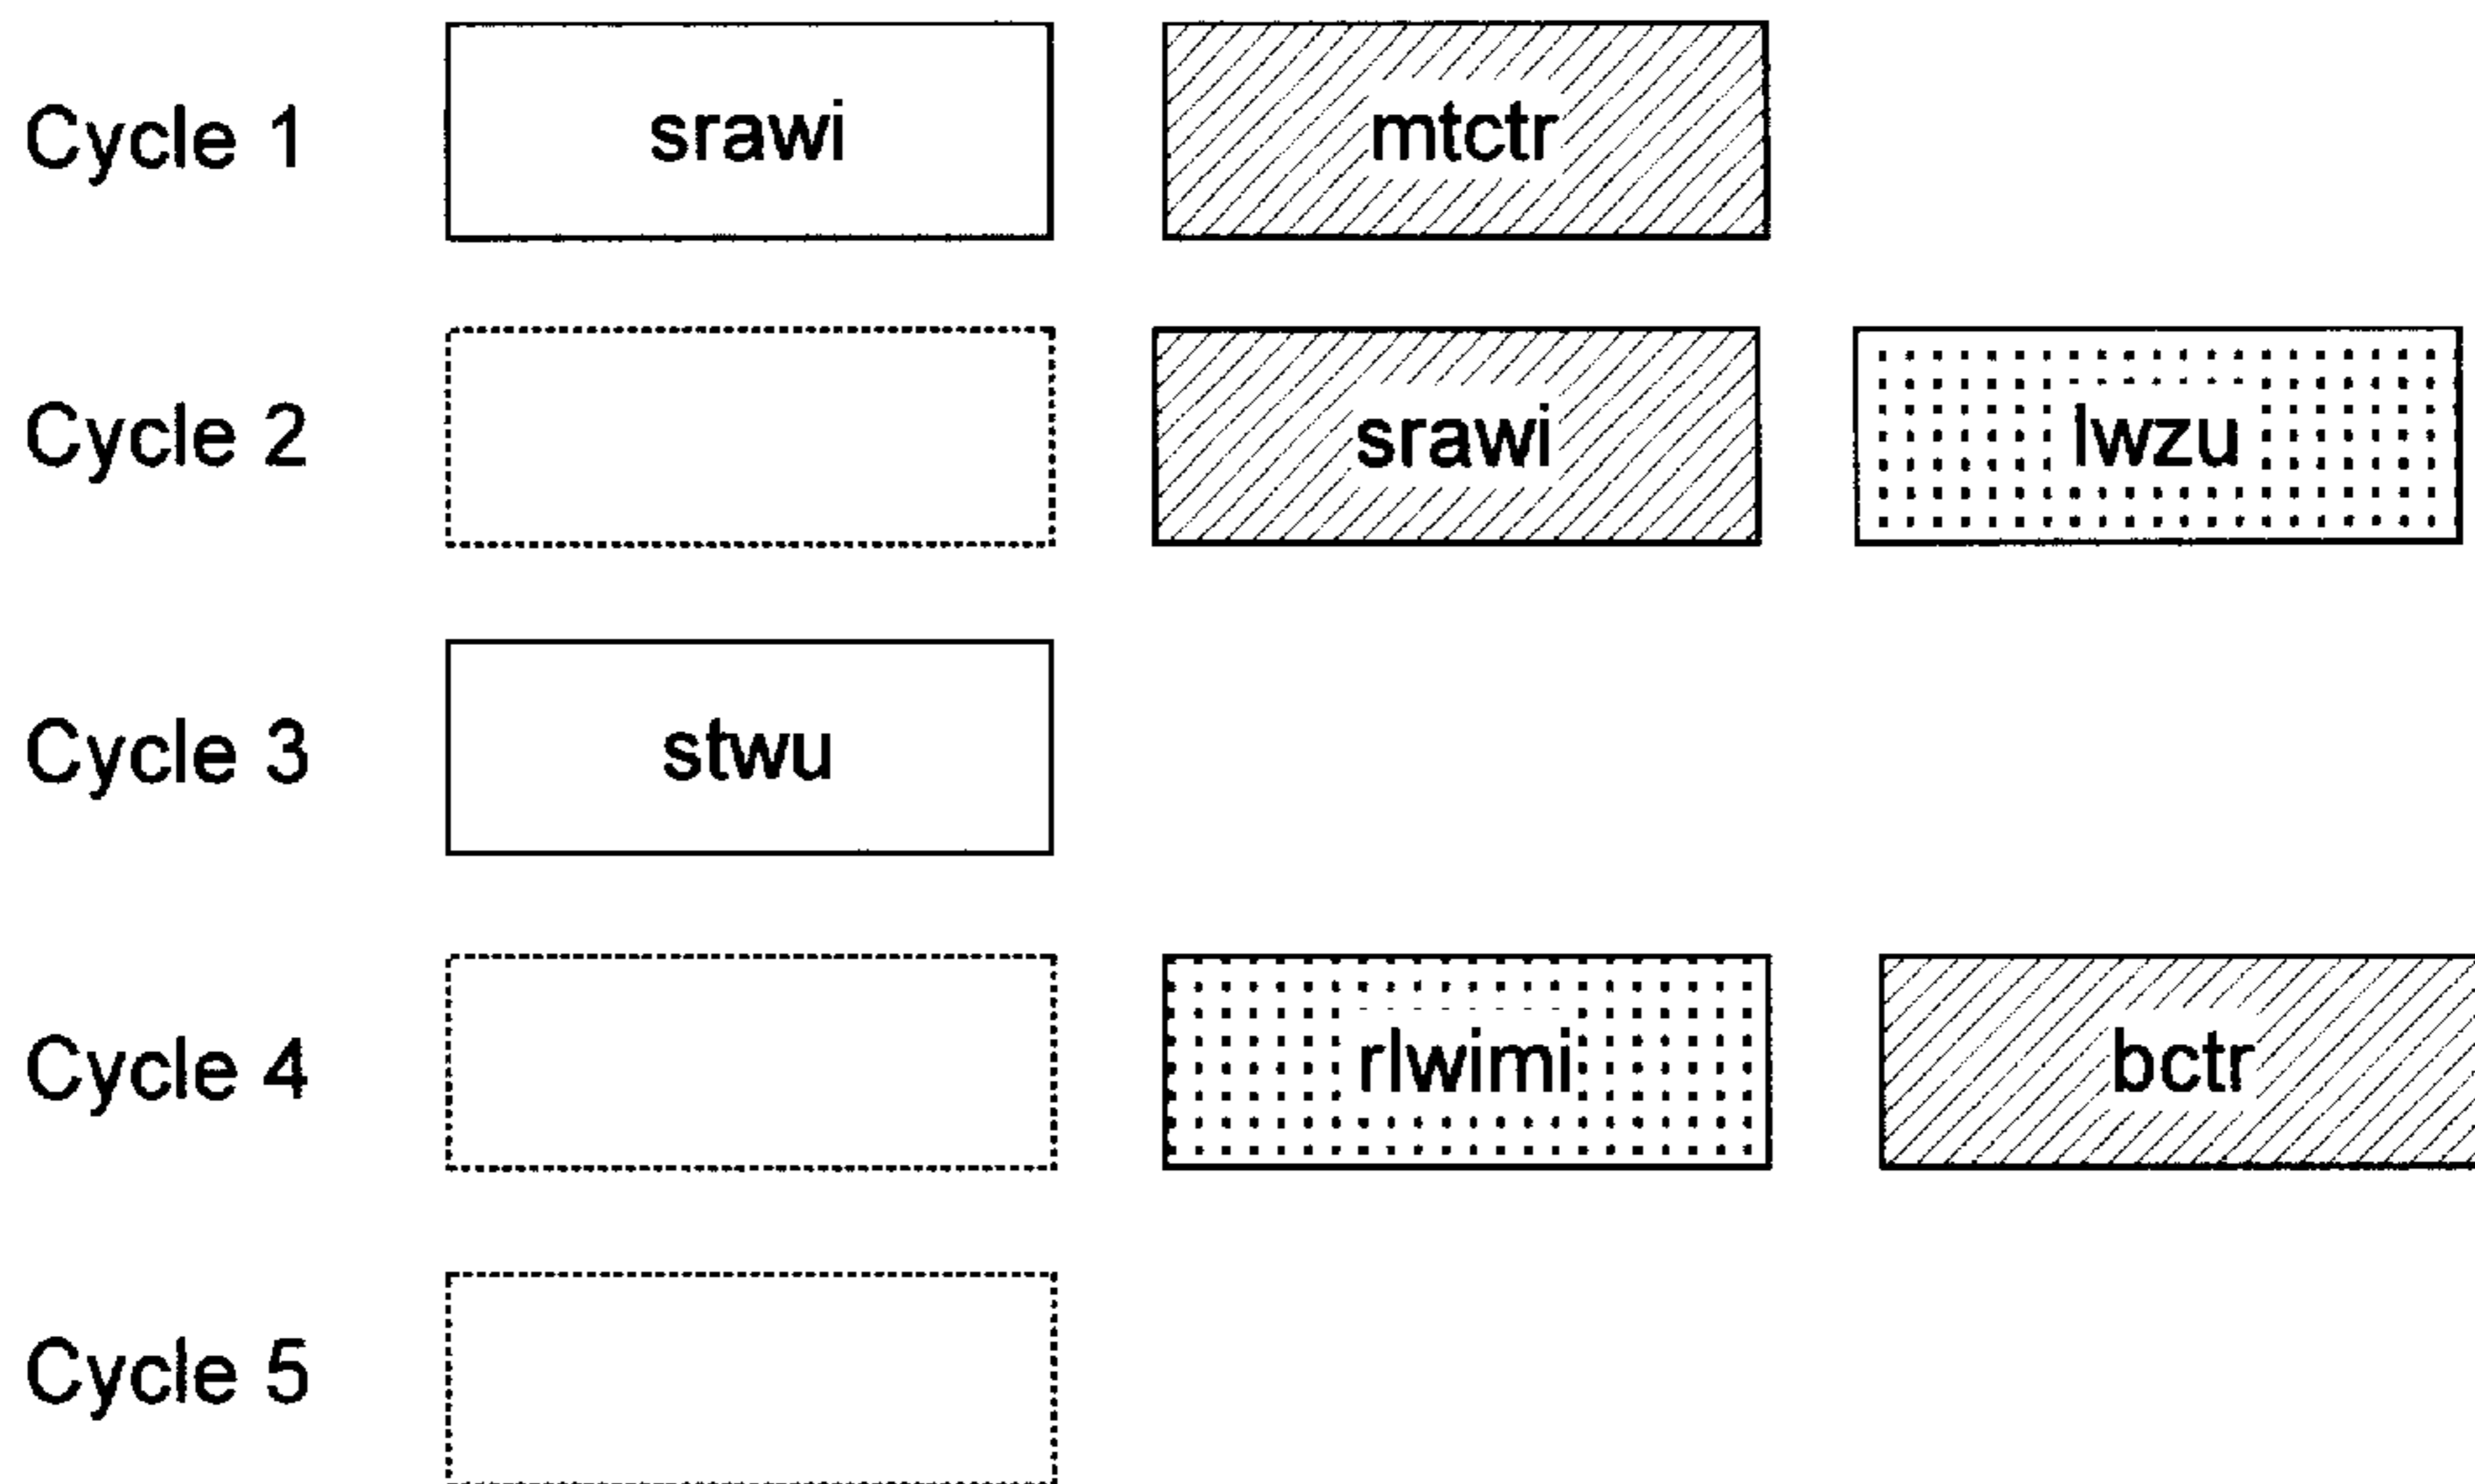 Cycle 1 srawi mtctr
Cycle 2 srawi lwzu
Cycle 3 stwu
Cycle 4 rlwimi bctr
Cycle 5